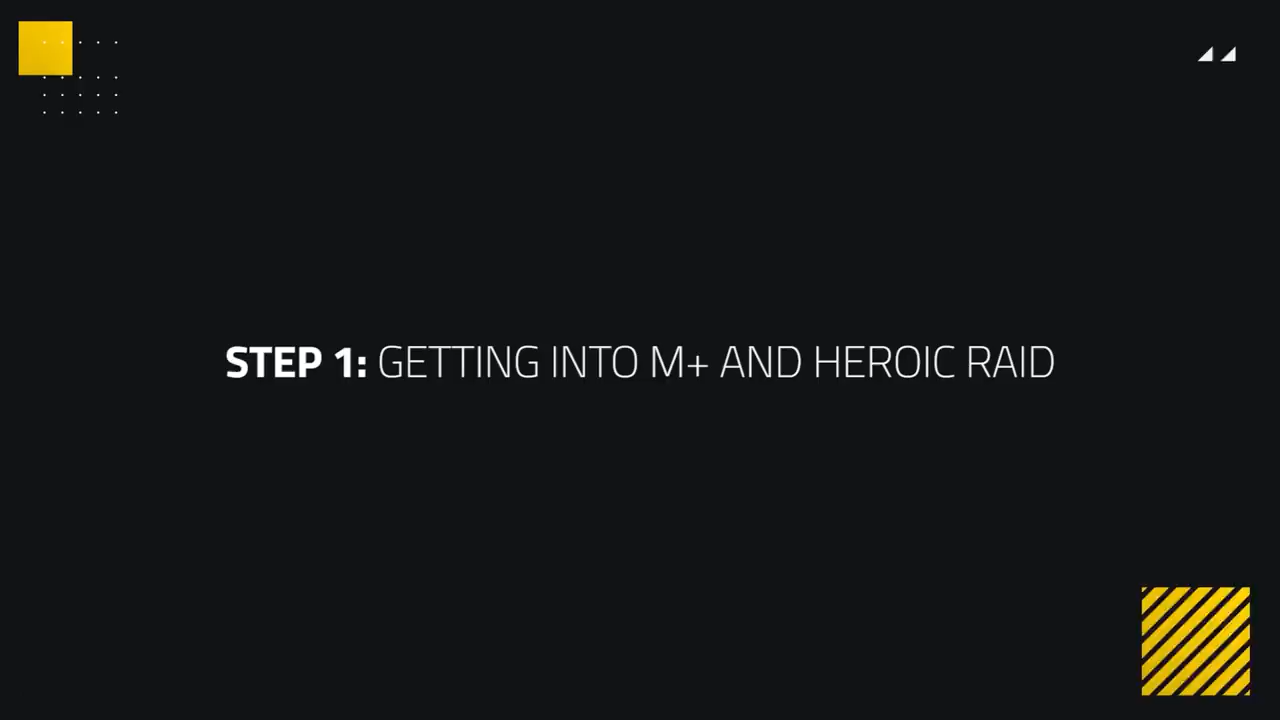 STEP 1: GETTING INTO M+ AND HEROIC RAID